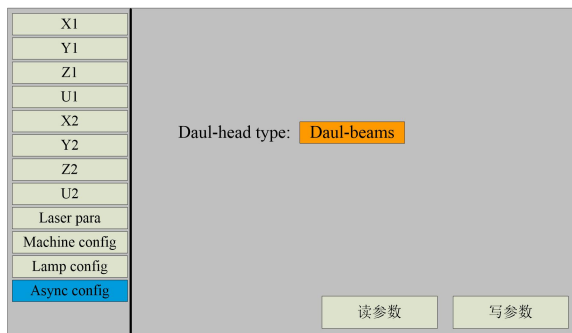 X1
Y1
Z1
U1
X2
Y2
Z2
U2
Laser para
Machine config
Lamp config
Async config
Daul-head type: Daul-beams
读参数 写参数